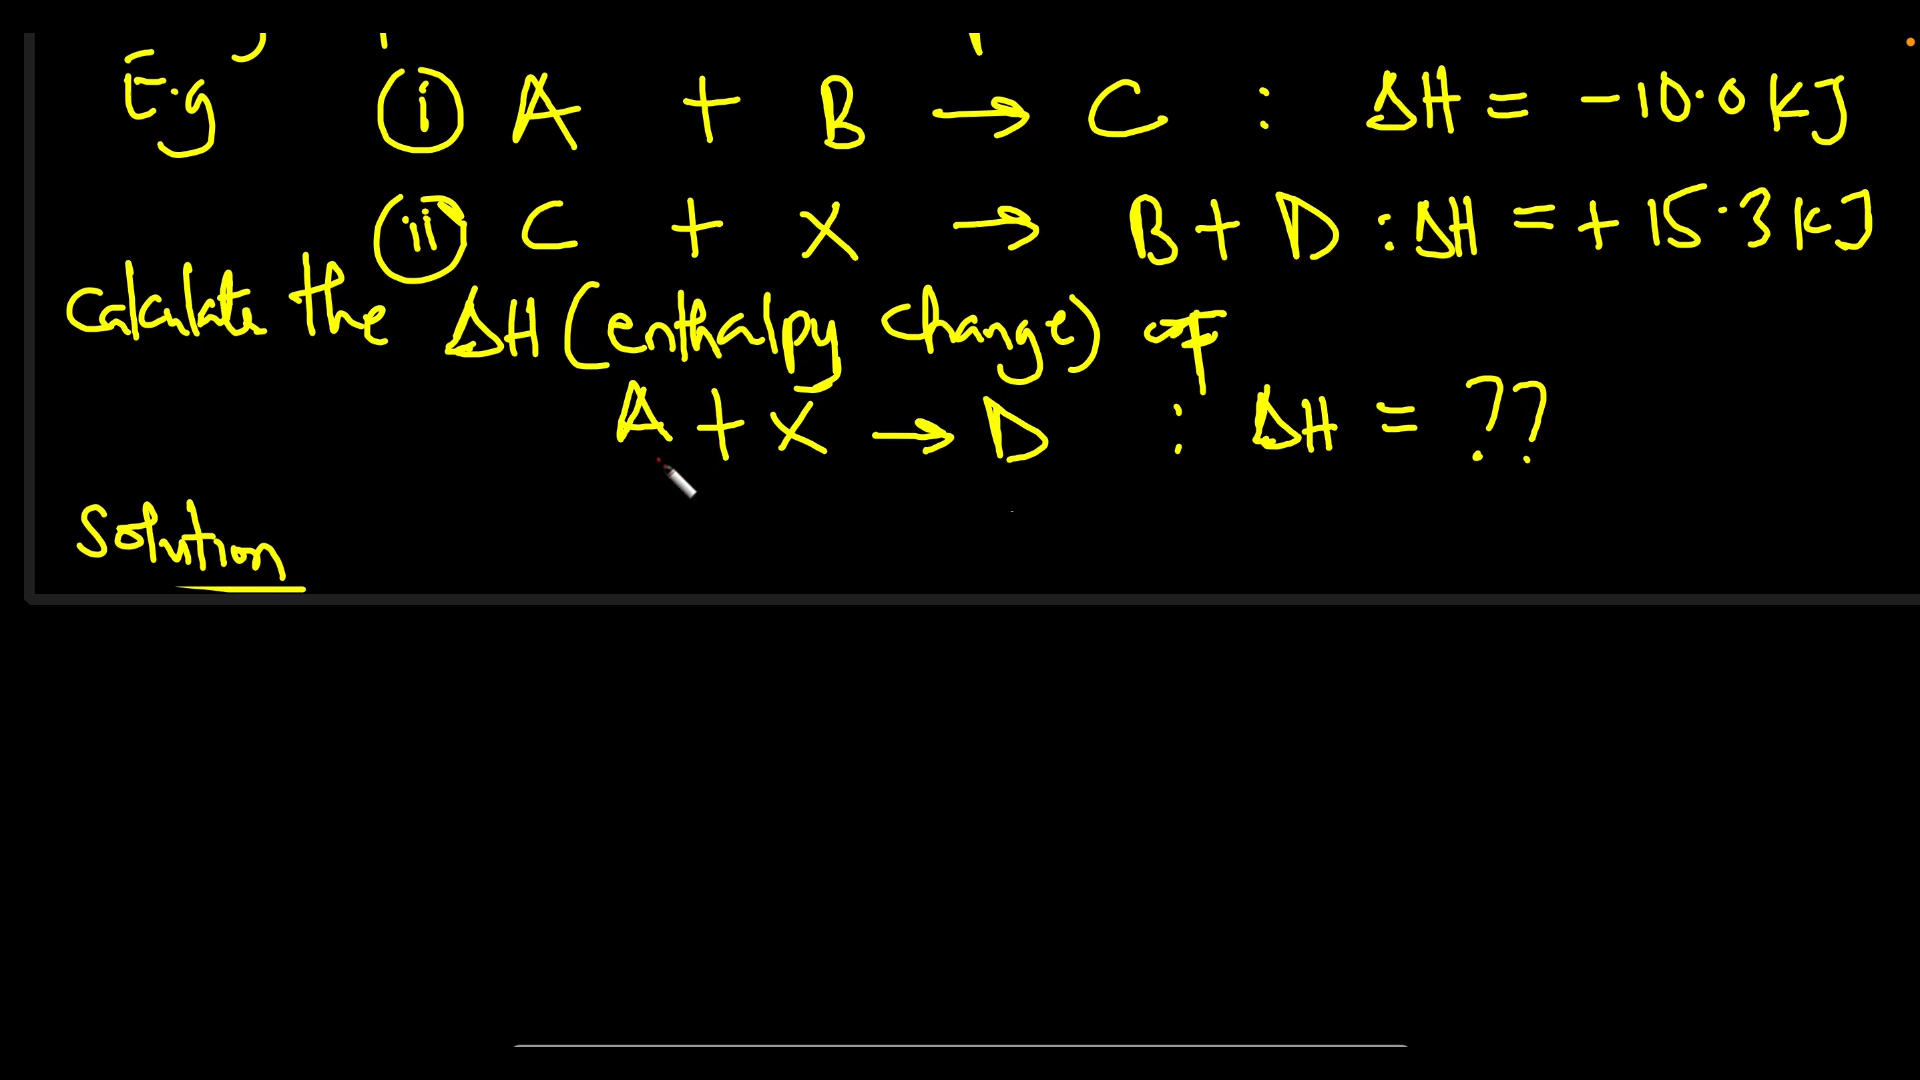 E.g (i) A + B → C : ΔH = -10.0 KJ
(ii) C + X → B + D : ΔH = + 15.3 KJ
Calculate the ΔH (enthalpy change) of
A + X → D : ΔH = ??
Solution